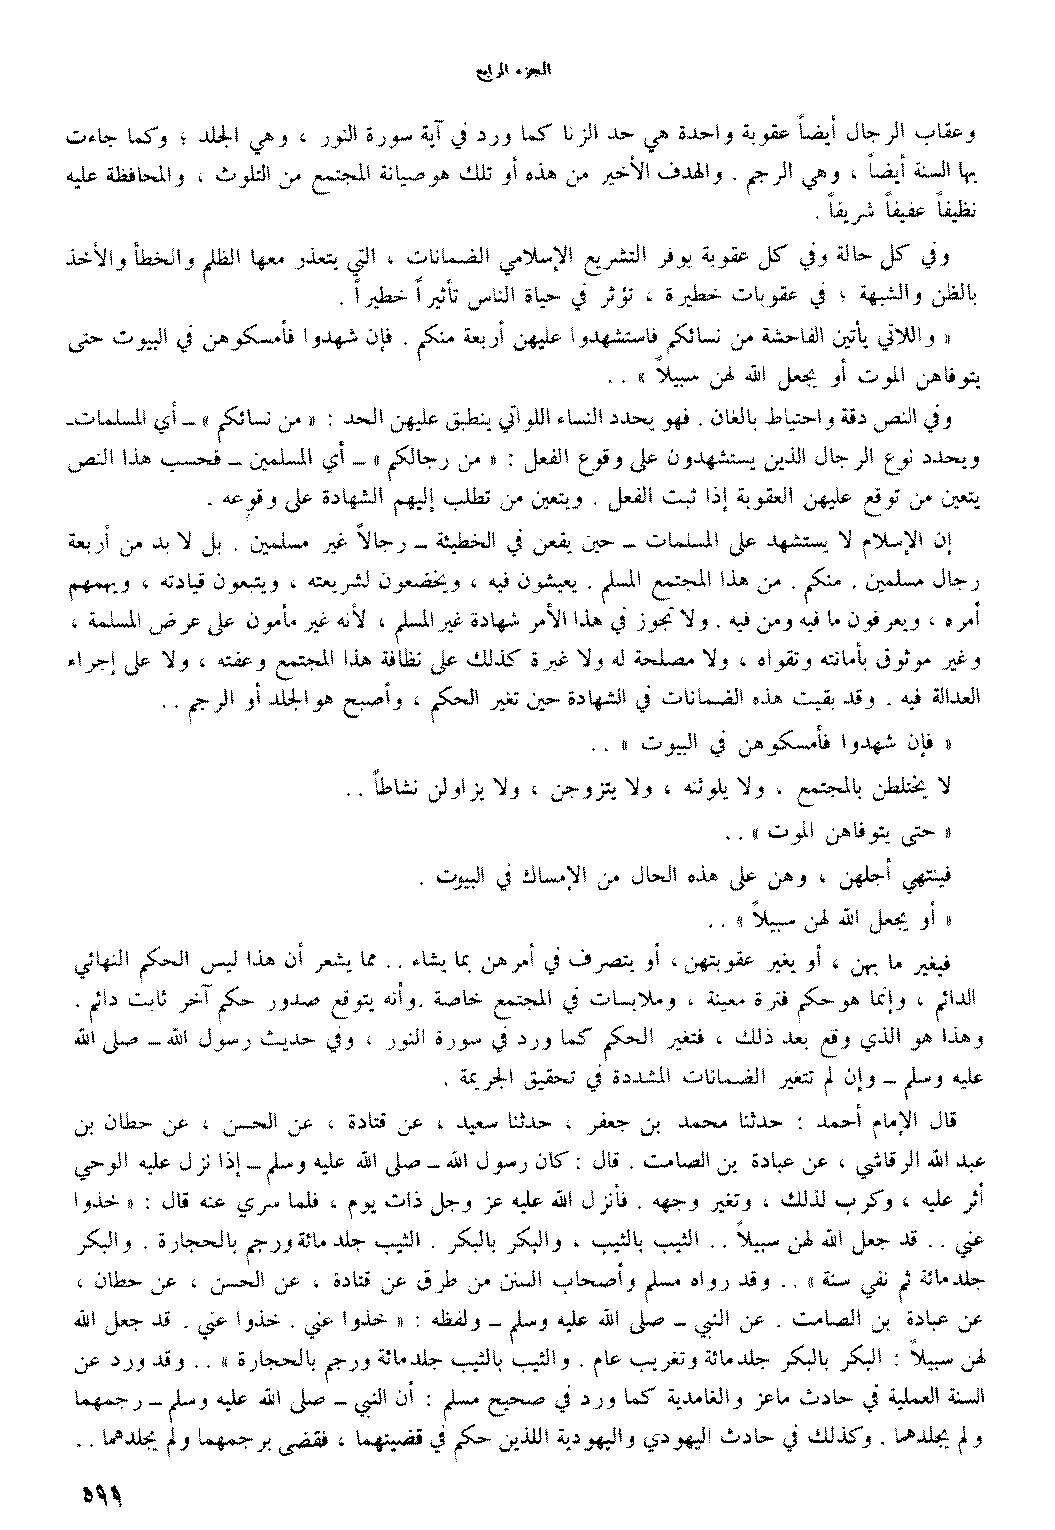 الجزء الرابع
وعقاب الرجال أيضاً عقوبة واحدة هي حد الزنا كما ورد في آية سورة النور ، وهي الجلد ؛ وكما جاءت
بها السنة أيضاً ، وهي الرجم . والهدف الأخير من هذه أو تلك هو صيانة المجتمع من التلوث ، والمحافظة عليه
نظيفاً عفيفاً شريفاً .
وفي كل حالة وفي كل عقوبة يوفر التشريع الإسلامي الضمانات ، التي يتعذر معها الظلم والخطأ والأخذ
بالظن والشبهة ؛ في عقوبات خطيرة ، تؤثر في حياة الناس تأثيراً خطيراً .
« واللاتي يأتين الفاحشة من نسائكم فاستشهدوا عليهن أربعة منكم . فإن شهدوا فأمسكوهن في البيوت حتى
يتوفاهن الموت أو يجعل الله لهن سبيلاً » ..
وفي النص دقة واحتياط بالغان . فهو يحدد النساء اللواتي ينطبق عليهن الحد : « من نسائكم » – أي المسلمات –
ويحدد نوع الرجال الذين يستشهدون على وقوع الفعل : « من رجالكم » – أي المسلمين – فحسب هذا النص
يتعين من توقع عليهن العقوبة إذا ثبت الفعل . ويتعين من تطلب إليهم الشهادة على وقوعه .
إن الإسلام لا يستشهد على المسلمات – حين يقعن في الخطيئة – رجالاً غير مسلمين . بل لا بد من أربعة
رجال مسلمين . منكم . من هذا المجتمع المسلم . يعيشون فيه ، ويخضعون لشريعته ، ويتبعون قيادته ، ويهمهم
أمره ، ويعرفون ما فيه ومن فيه . ولا تجوز في هذا الأمر شهادة غير المسلم ، لأنه غير مأمون على عرض المسلمة ،
وغير موثوق بأمانته وتقواه ، ولا مصلحة له ولا غيرة كذلك على نظافة هذا المجتمع وعفته ، ولا على إجراء
العدالة فيه . وقد بقيت هذه الضمانات في الشهادة حين تغير الحكم ، وأصبح هو الجلد أو الرجم ..
« فإن شهدوا فأمسكوهن في البيوت » ..
لا يختلطن بالمجتمع ، ولا يلوثنه ، ولا يتزوجن ، ولا يزاولن نشاطاً ..
« حتى يتوفاهن الموت » ..
فينتهي أجلهن ، وهن على هذه الحال من الإمساك في البيوت .
« أو يجعل الله لهن سبيلاً » ..
فيغير ما بهن ، أو يغير عقوبتهن ، أو يتصرف في أمرهن بما يشاء .. مما يشعر أن هذا ليس الحكم النهائي
الدائم ، وإنما هو حكم فترة معينة ، وملابسات في المجتمع خاصة . وأنه يتوقع صدور حكم آخر ثابت دائم .
وهذا هو الذي وقع بعد ذلك ، فتغير الحكم كما ورد في سورة النور ، وفي حديث رسول الله – صلى الله
عليه وسلم – وإن لم تتغير الضمانات المشددة في تحقيق الجريمة .
قال الإمام أحمد : حدثنا محمد بن جعفر ، حدثنا سعيد ، عن قتادة ، عن الحسن ، عن حطان بن
عبد الله الرقاشي ، عن عبادة بن الصامت . قال : كان رسول الله – صلى الله عليه وسلم – إذا نزل عليه الوحي
أثر عليه ، وكرب لذلك ، وتغير وجهه . فأنزل الله عليه عز وجل ذات يوم ، فلما سري عنه قال : « خذوا
عني .. قد جعل الله لهن سبيلاً .. الثيب بالثيب ، والبكر بالبكر . الثيب جلد مائة ورجم بالحجارة . والبكر
جلد مائة ثم نفي سنة » .. وقد رواه مسلم وأصحاب السنن من طرق عن قتادة ، عن الحسن ، عن حطان ،
عن عبادة بن الصامت . عن النبي – صلى الله عليه وسلم – ولفظه : « خذوا عني . خذوا عني . قد جعل الله
لهن سبيلاً : البكر بالبكر جلد مائة وتغريب عام . والثيب بالثيب جلد مائة ورجم بالحجارة » .. وقد ورد عن
السنة العملية في حادث ماعز والغامدية كما ورد في صحيح مسلم : أن النبي – صلى الله عليه وسلم – رجمهما
ولم يجلدهما . وكذلك في حادث اليهودي واليهودية اللذين حكم في قضيتهما ، فقضى برجمهما ولم يجلدهما ..
٥٩٩